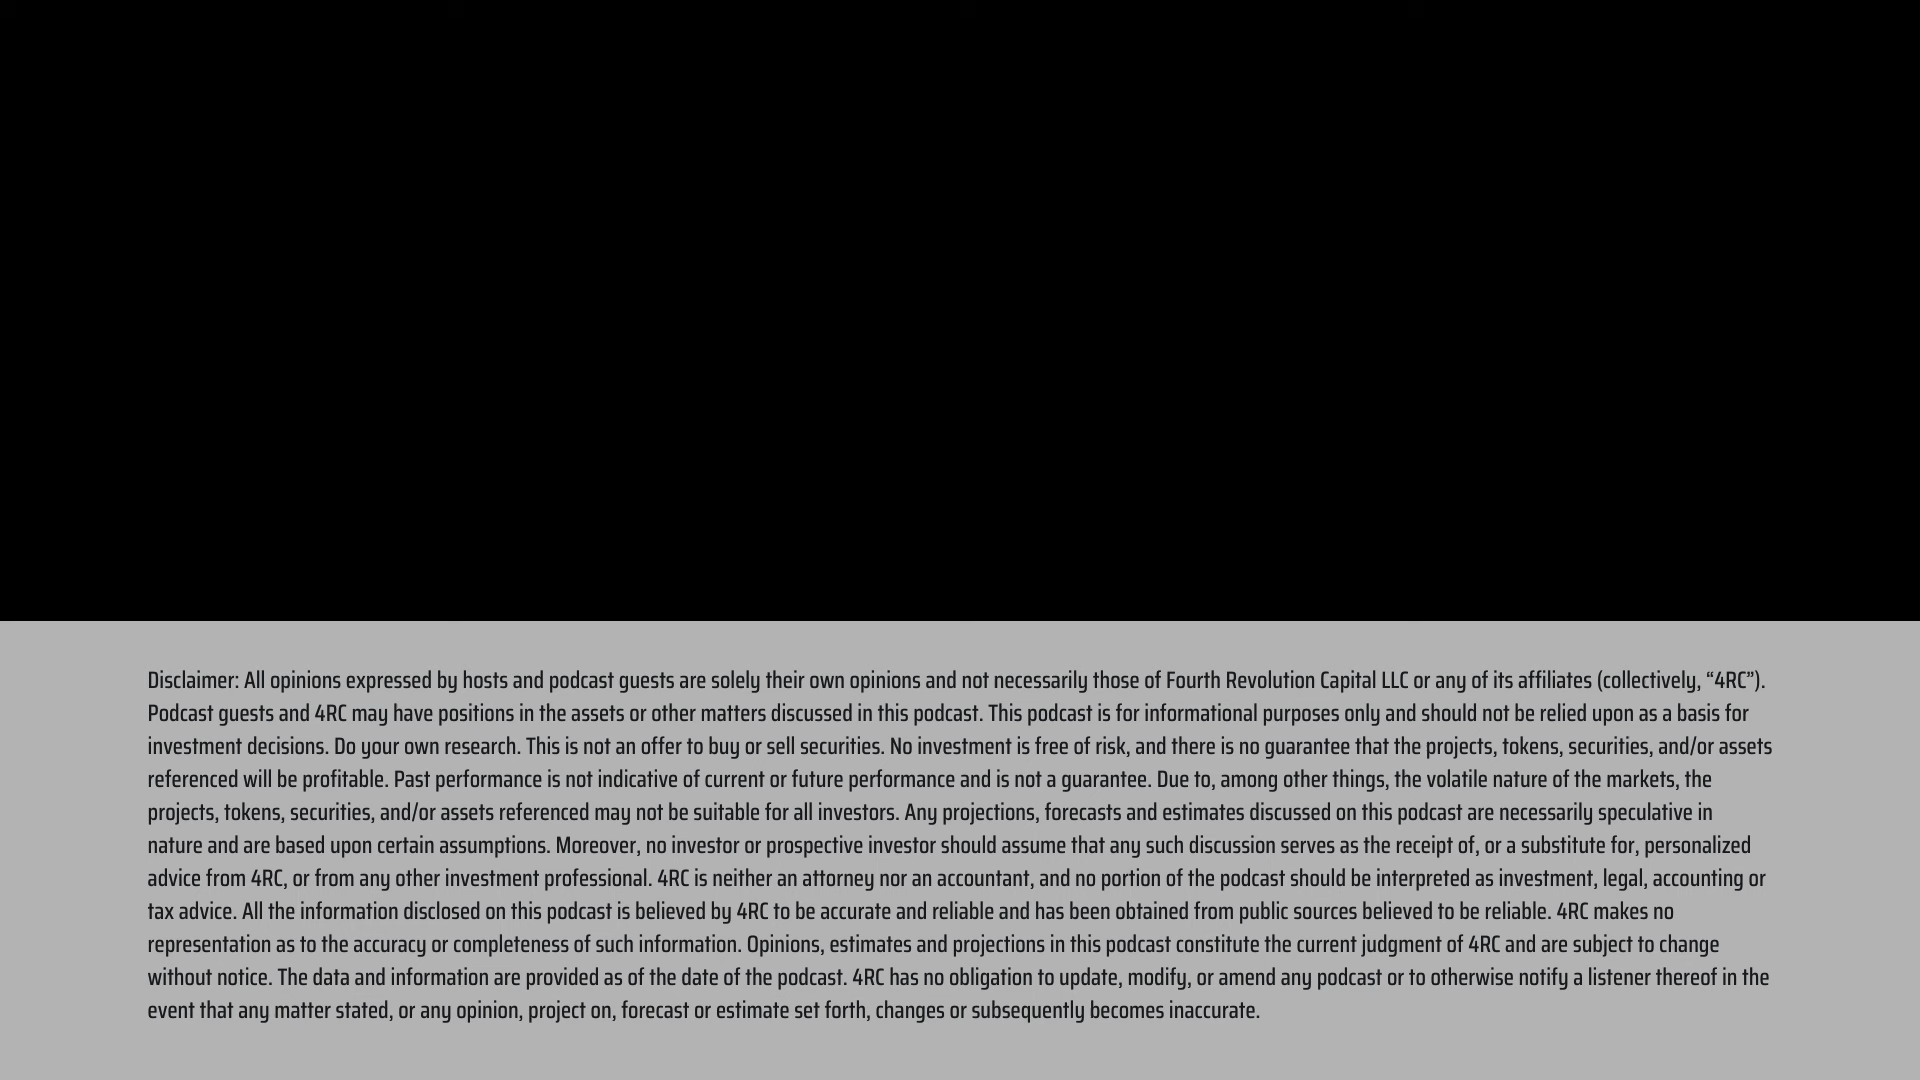 Disclaimer: All opinions expressed by hosts and podcast guests are solely their own opinions and not necessarily those of Fourth Revolution Capital LLC or any of its affiliates (collectively, “4RC”).
Podcast guests and 4RC may have positions in the assets or other matters discussed in this podcast. This podcast is for informational purposes only and should not be relied upon as a basis for
investment decisions. Do your own research. This is not an offer to buy or sell securities. No investment is free of risk, and there is no guarantee that the projects, tokens, securities, and/or assets
referenced will be profitable. Past performance is not indicative of current or future performance and is not a guarantee. Due to, among other things, the volatile nature of the markets, the
projects, tokens, securities, and/or assets referenced may not be suitable for all investors. Any projections, forecasts and estimates discussed on this podcast are necessarily speculative in
nature and are based upon certain assumptions. Moreover, no investor or prospective investor should assume that any such discussion serves as the receipt of, or a substitute for, personalized
advice from 4RC, or from any other investment professional. 4RC is neither an attorney nor an accountant, and no portion of the podcast should be interpreted as investment, legal, accounting or
tax advice. All the information disclosed on this podcast is believed by 4RC to be accurate and reliable and has been obtained from public sources believed to be reliable. 4RC makes no
representation as to the accuracy or completeness of such information. Opinions, estimates and projections in this podcast constitute the current judgment of 4RC and are subject to change
without notice. The data and information are provided as of the date of the podcast. 4RC has no obligation to update, modify, or amend any podcast or to otherwise notify a listener thereof in the
event that any matter stated, or any opinion, project on, forecast or estimate set forth, changes or subsequently becomes inaccurate.